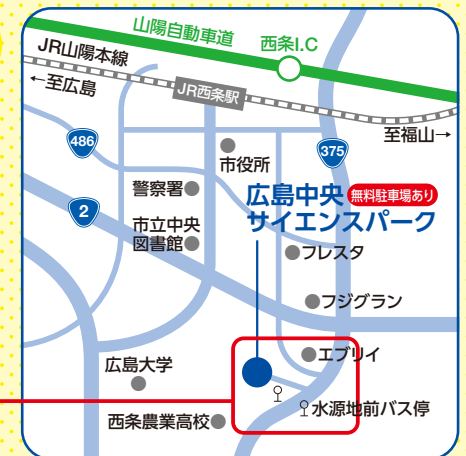 山陽自動車道
西条I.C
JR山陽本線
←至広島
JR西条駅
至福山→
486
市役所
375
警察署
広島中央
無料駐車場あり
サイエンスパーク
2
市立中央
図書館
フレスタ
フジグラン
エブリイ
広島大学
水源地前バス停
西条農業高校